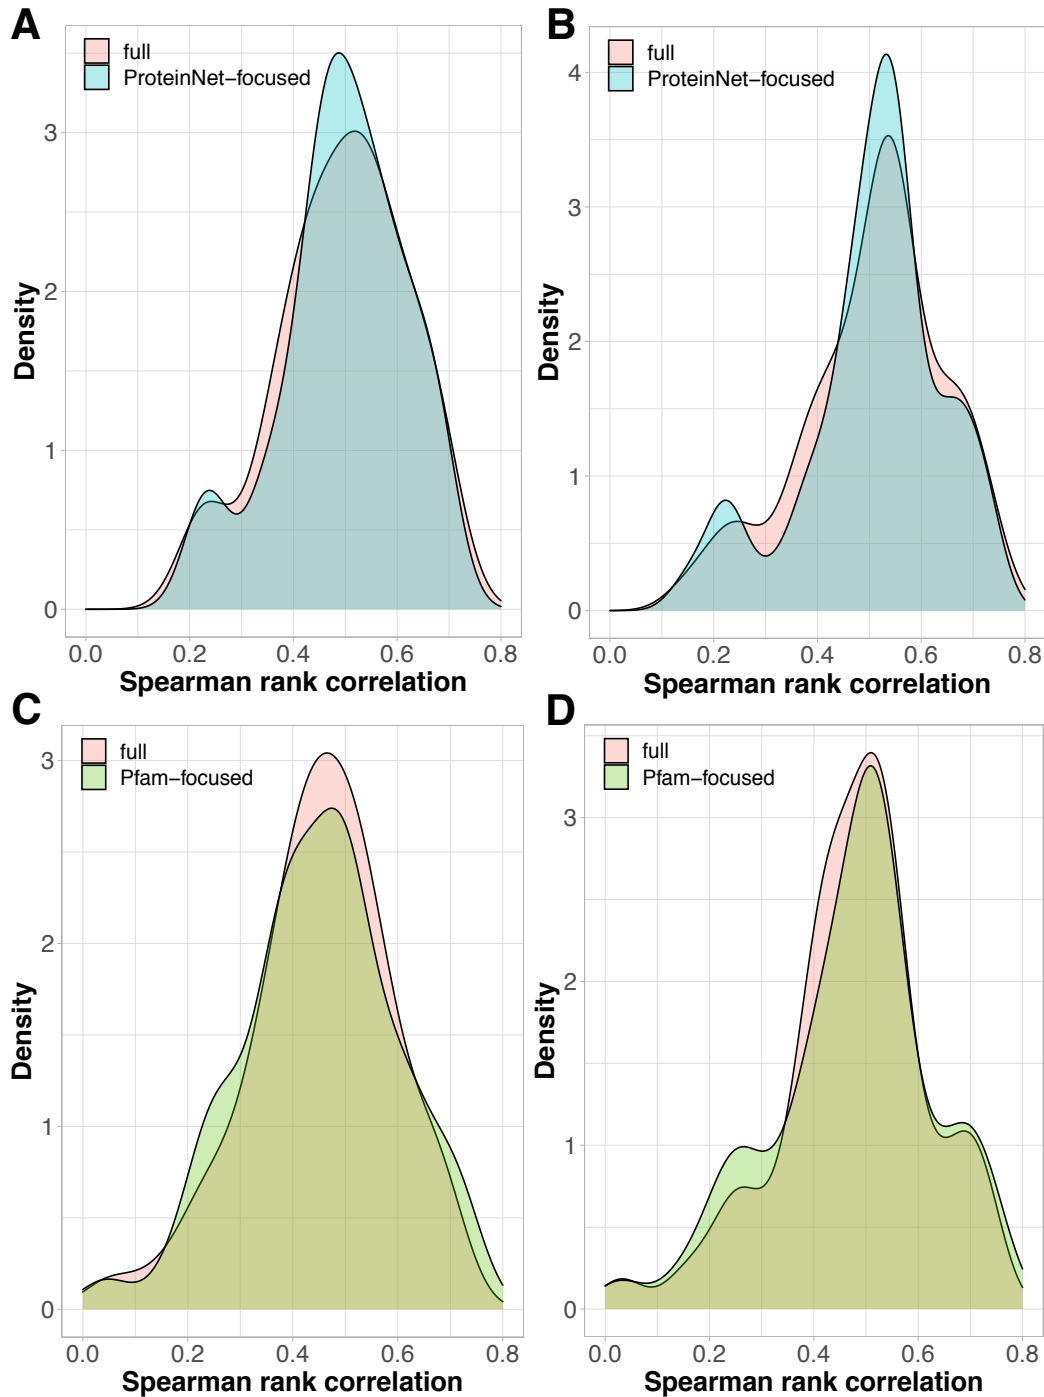 A
full
ProteinNet−focused
3
2
1
0
Density
0.0 0.2 0.4 0.6 0.8
Spearman rank correlation
B
full
ProteinNet−focused
4
3
2
1
0
Density
0.0 0.2 0.4 0.6 0.8
Spearman rank correlation
C
full
Pfam−focused
3
2
1
0
Density
0.0 0.2 0.4 0.6 0.8
Spearman rank correlation
D
full
Pfam−focused
3
2
1
0
Density
0.0 0.2 0.4 0.6 0.8
Spearman rank correlation